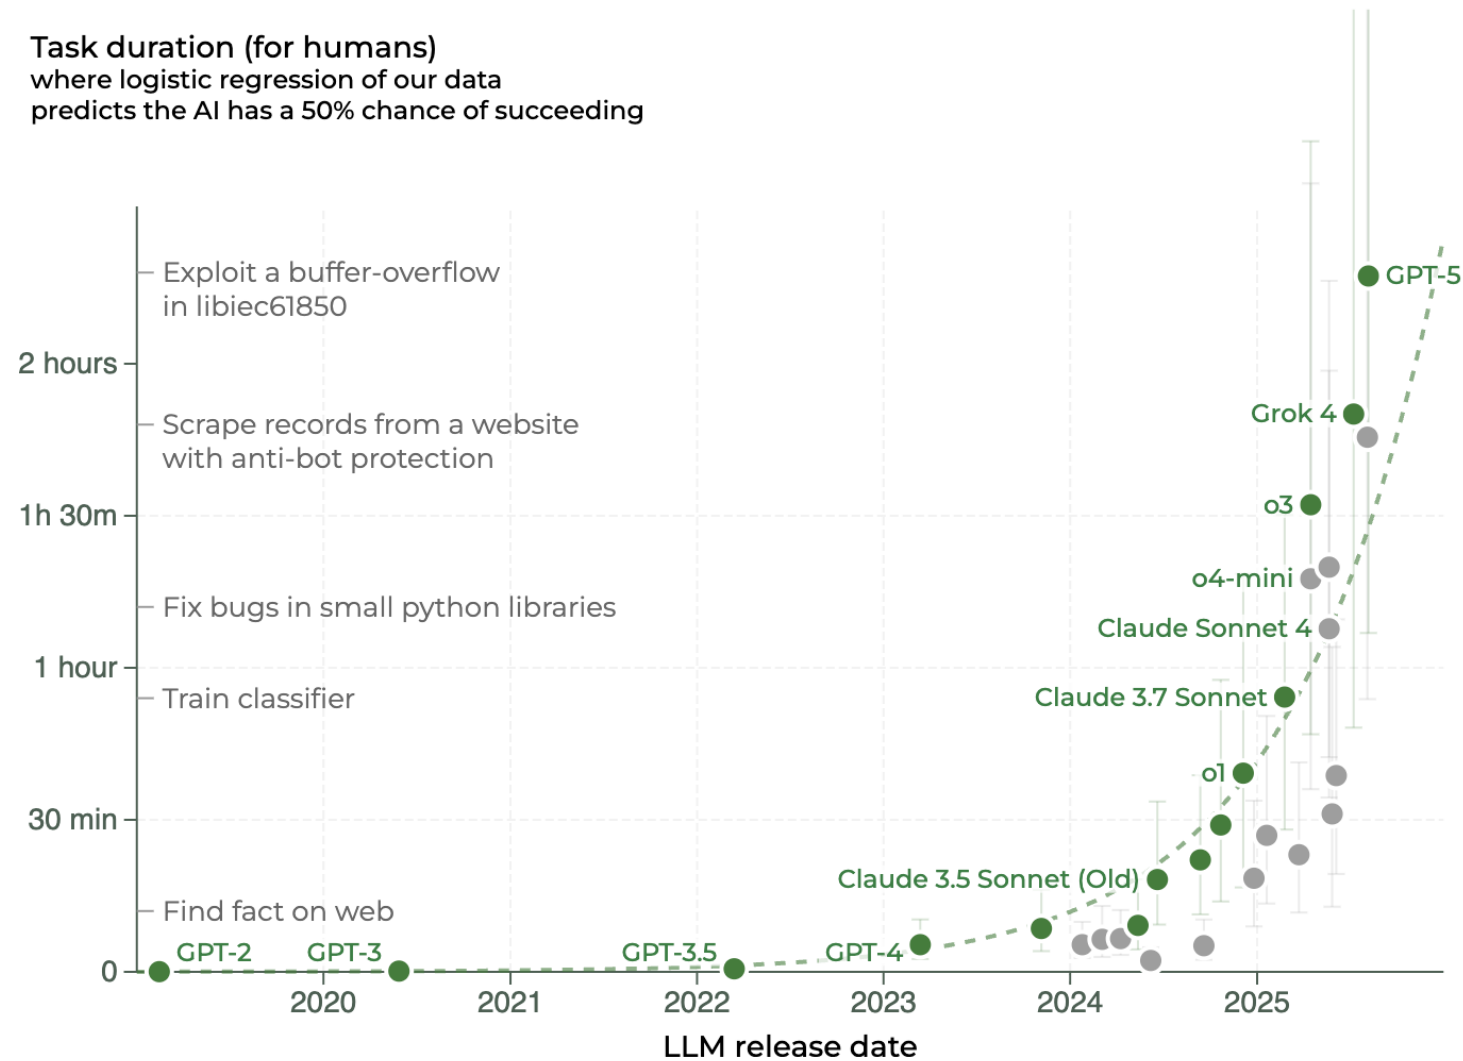 Task duration (for humans)
where logistic regression of our data
predicts the AI has a 50% chance of succeeding
Exploit a buffer-overflow
in libiec61850
GPT-5
2 hours
Grok 4
Scrape records from a website
with anti-bot protection
1h 30m
o3
o4-mini
Fix bugs in small python libraries
Claude Sonnet 4
1 hour
Train classifier
Claude 3.7 Sonnet
o1
30 min
Claude 3.5 Sonnet (Old)
Find fact on web
GPT-2
GPT-3
GPT-3.5
GPT-4
0
2020
2021
2022
2023
2024
2025
LLM release date